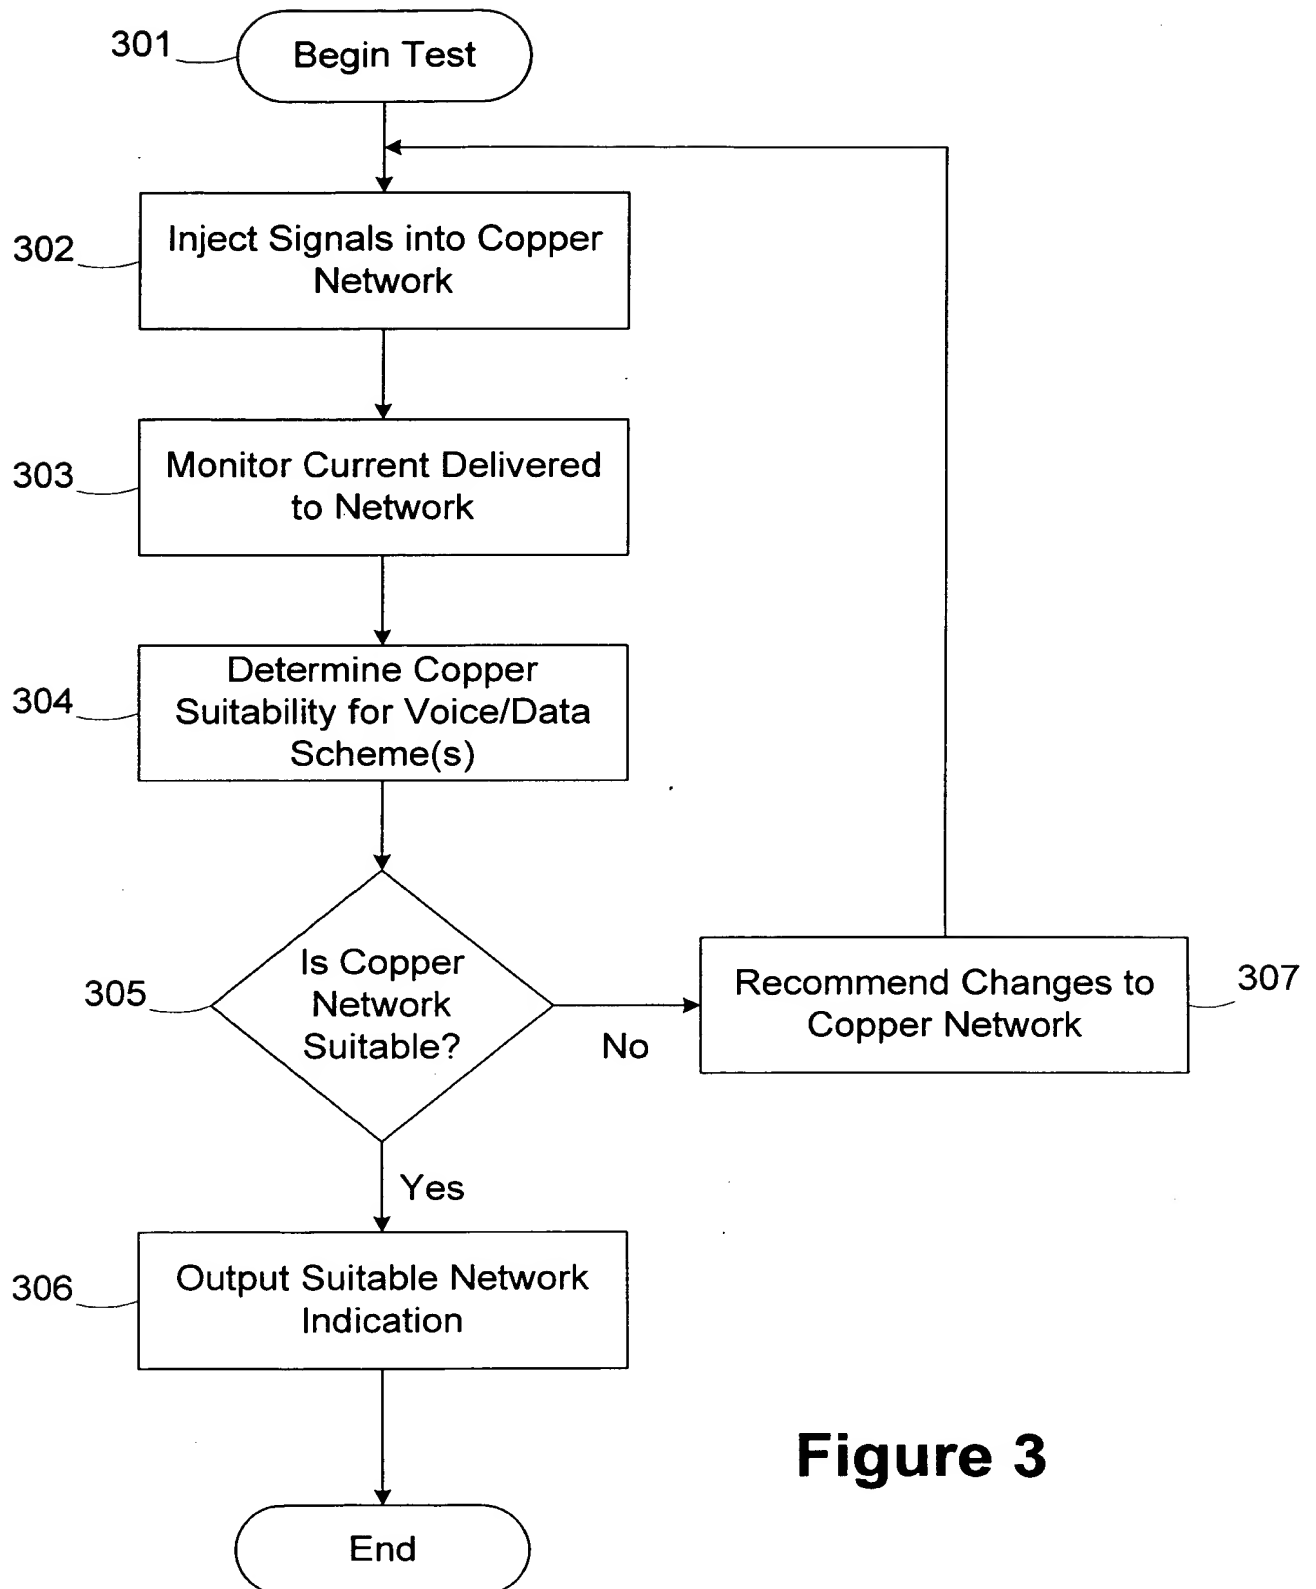 301
Begin Test
302
Inject Signals into Copper
Network
303
Monitor Current Delivered
to Network
304
Determine Copper
Suitability for Voice/Data
Scheme(s)
305
Is Copper
Network
Suitable?
No
Recommend Changes to
Copper Network
307
Yes
306
Output Suitable Network
Indication
Figure 3
End